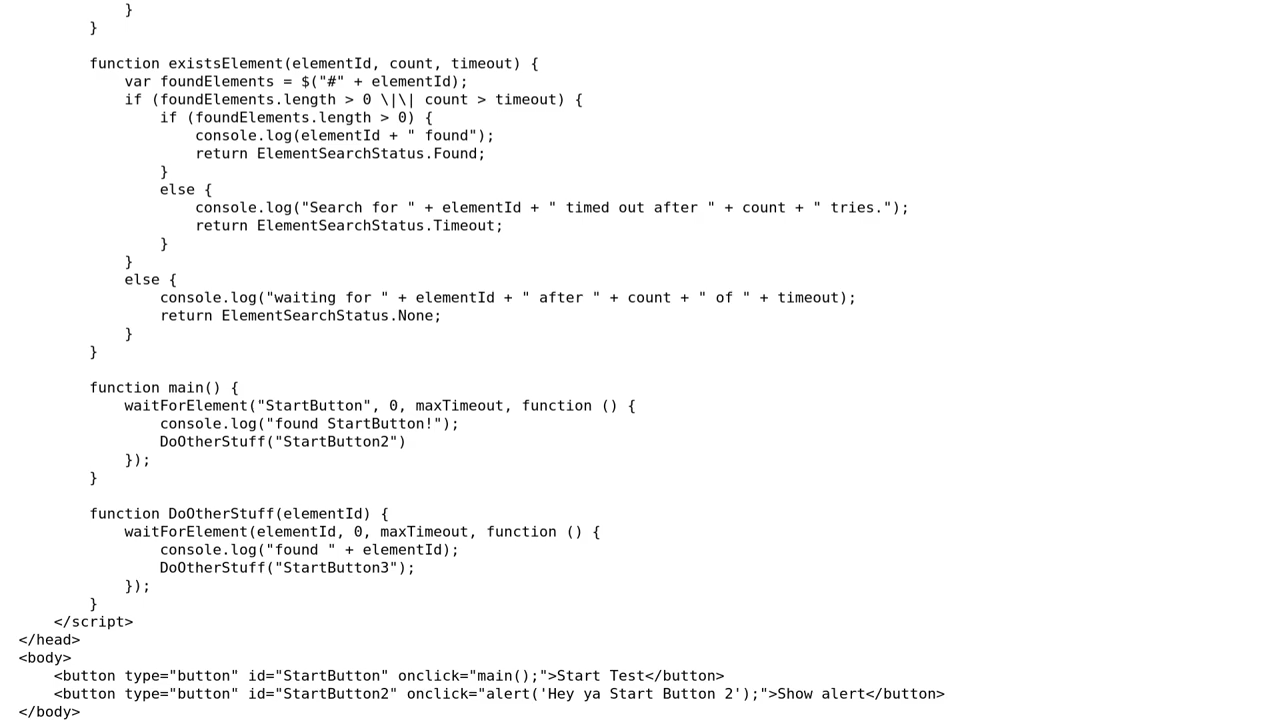 }
        }

        function existsElement(elementId, count, timeout) {
            var foundElements = $("#" + elementId);
            if (foundElements.length > 0 \|\| count > timeout) {
                if (foundElements.length > 0) {
                    console.log(elementId + " found");
                    return ElementSearchStatus.Found;
                }
                else {
                    console.log("Search for " + elementId + " timed out after " + count + " tries.");
                    return ElementSearchStatus.Timeout;
                }
            }
            else {
                console.log("waiting for " + elementId + " after " + count + " of " + timeout);
                return ElementSearchStatus.None;
            }
        }

        function main() {
            waitForElement("StartButton", 0, maxTimeout, function () {
                console.log("found StartButton!");
                DoOtherStuff("StartButton2")
            });
        }

        function DoOtherStuff(elementId) {
            waitForElement(elementId, 0, maxTimeout, function () {
                console.log("found " + elementId);
                DoOtherStuff("StartButton3");
            });
        }
    </script>
</head>
<body>
    <button type="button" id="StartButton" onclick="main();">Start Test</button>
    <button type="button" id="StartButton2" onclick="alert('Hey ya Start Button 2');">Show alert</button>
</body>